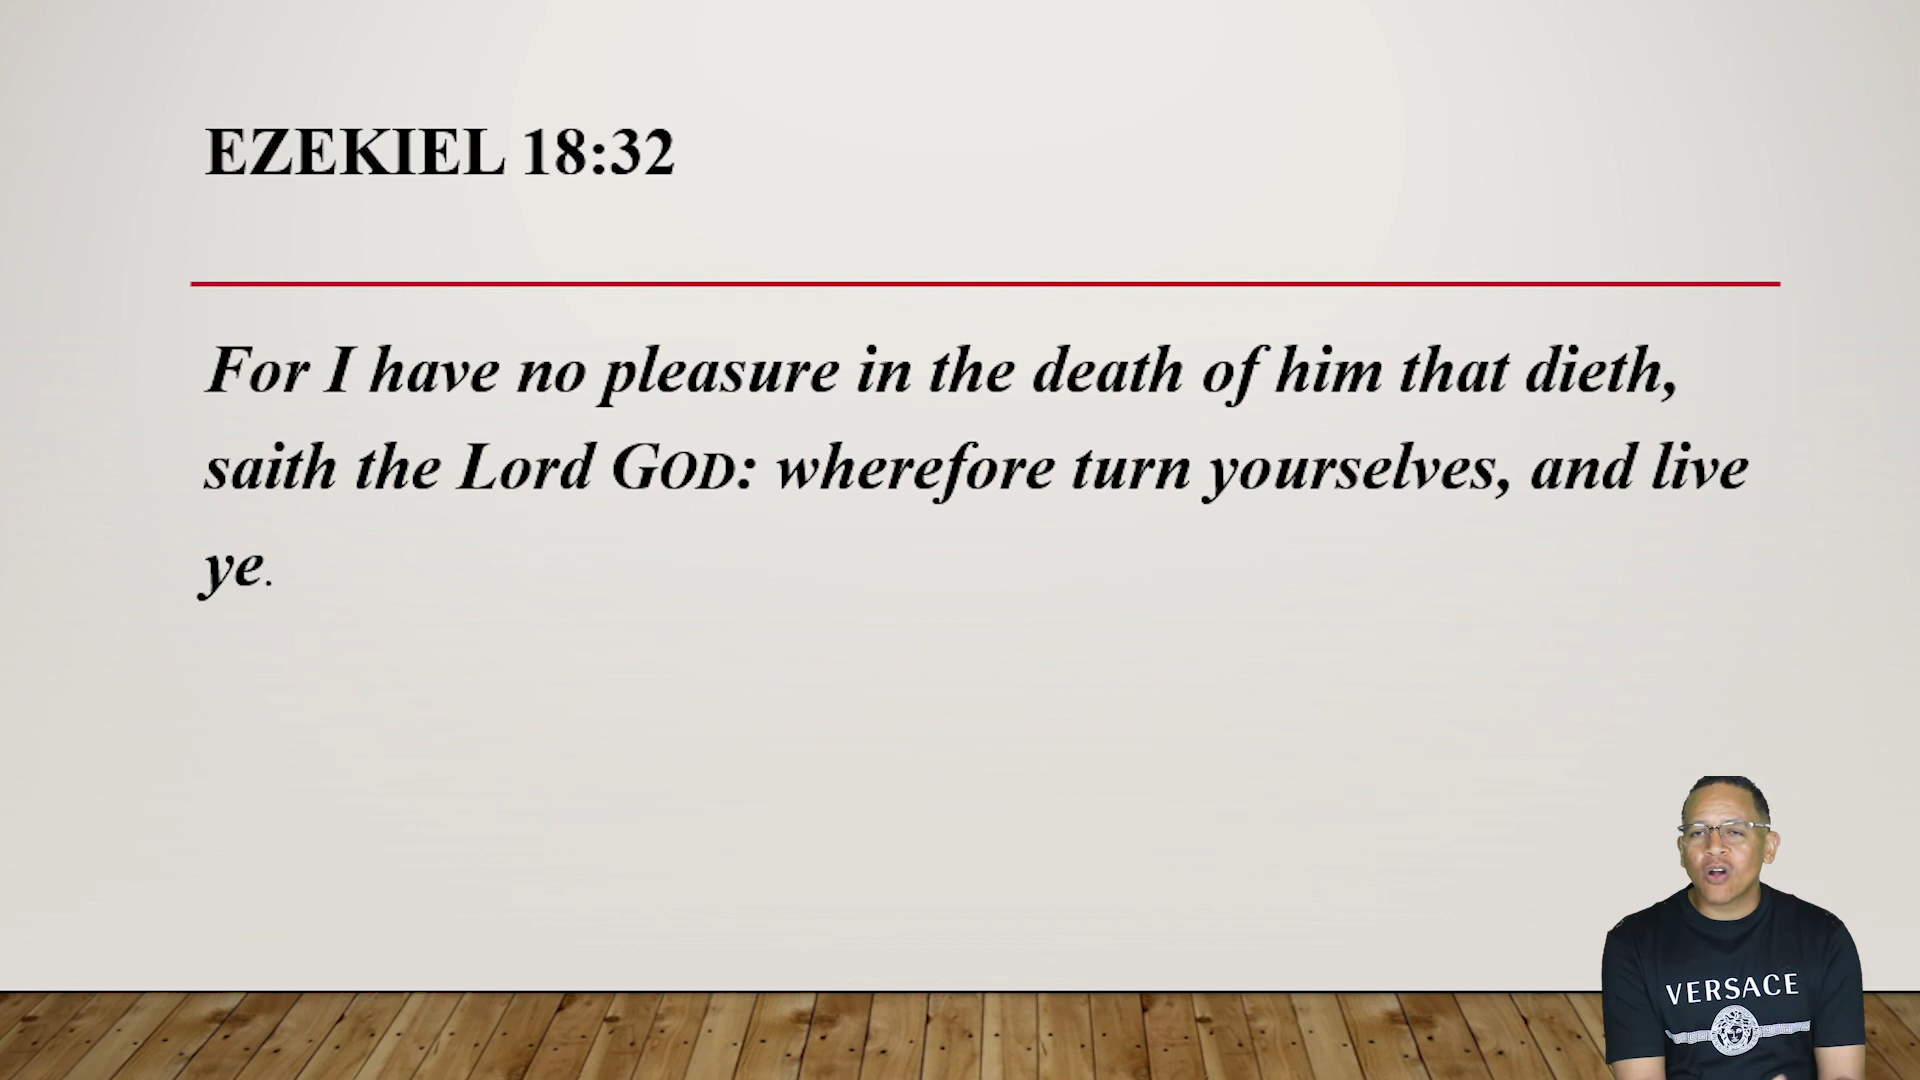 EZEKIEL 18:32
For I have no pleasure in the death of him that dieth,
saith the Lord GOD: wherefore turn yourselves, and live
ye.
VERSACE